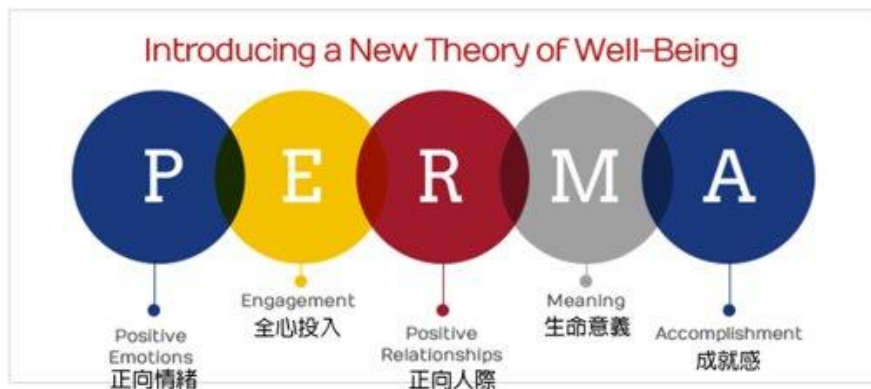 Introducing a New Theory of Well-Being
P E R M A
Positive
Emotions
正向情緒
Engagement
全心投入
Positive
Relationships
正向人際
Meaning
生命意義
Accomplishment
成就感